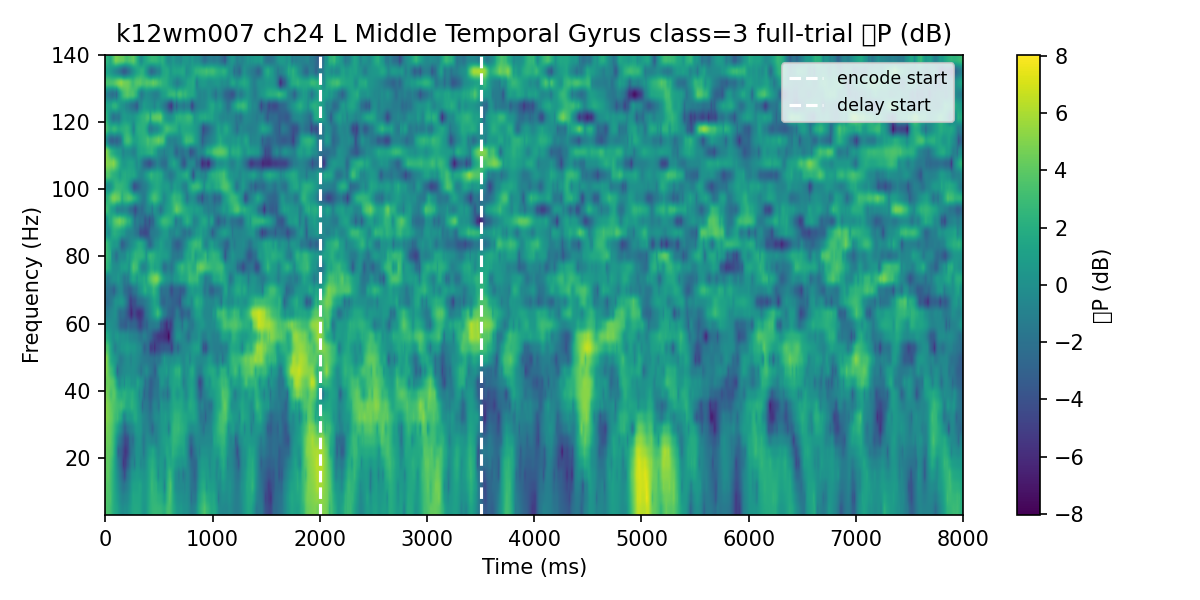 k12wm007 ch24 L Middle Temporal Gyrus class=3 full-trial ▯P (dB)
encode start
delay start
140
120
100
80
60
40
20
Frequency (Hz)
0 1000 2000 3000 4000 5000 6000 7000 8000
Time (ms)
8
6
4
2
0
−2
−4
−6
−8
▯P (dB)